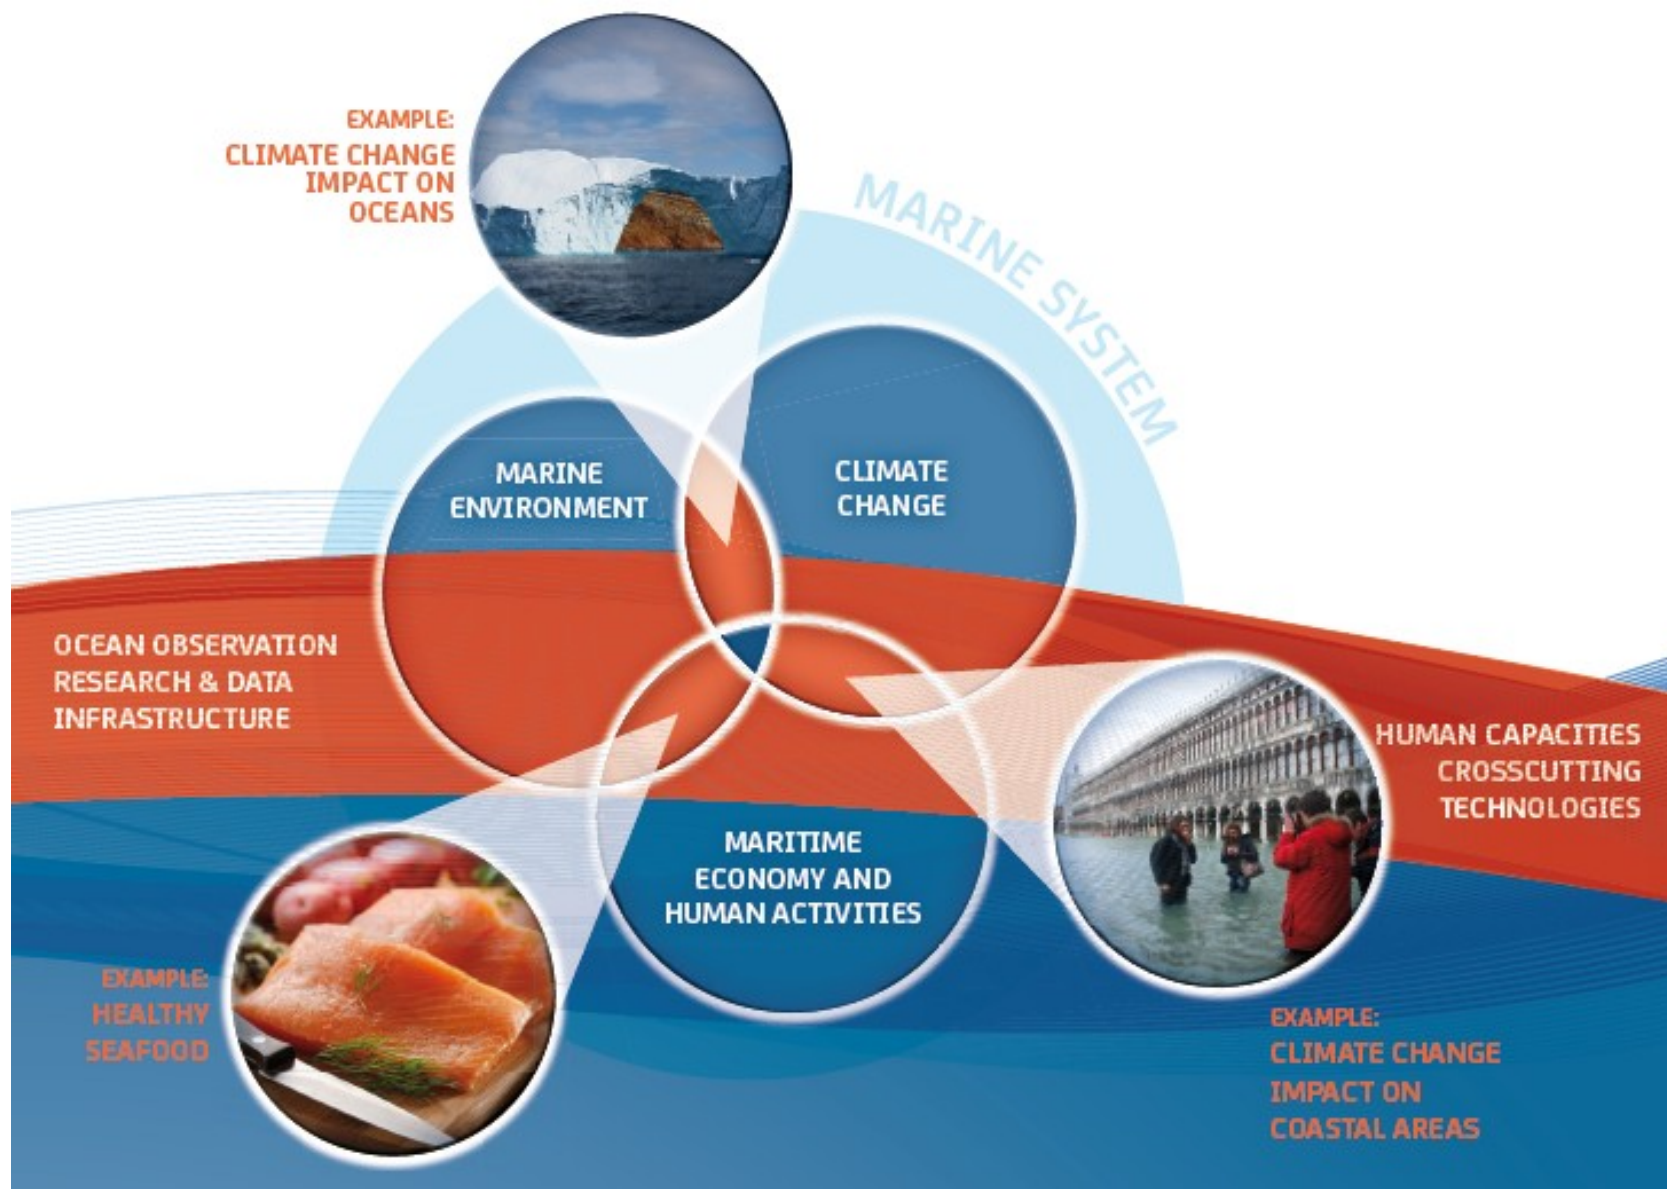 EXAMPLE:
CLIMATE CHANGE
IMPACT ON
OCEANS
MARINE SYSTEM
MARINE
ENVIRONMENT
CLIMATE
CHANGE
OCEAN OBSERVATION
RESEARCH & DATA
INFRASTRUCTURE
HUMAN CAPACITIES
CROSSCUTTING
TECHNOLOGIES
MARITIME
ECONOMY AND
HUMAN ACTIVITIES
EXAMPLE:
HEALTHY
SEAFOOD
EXAMPLE:
CLIMATE CHANGE
IMPACT ON
COASTAL AREAS